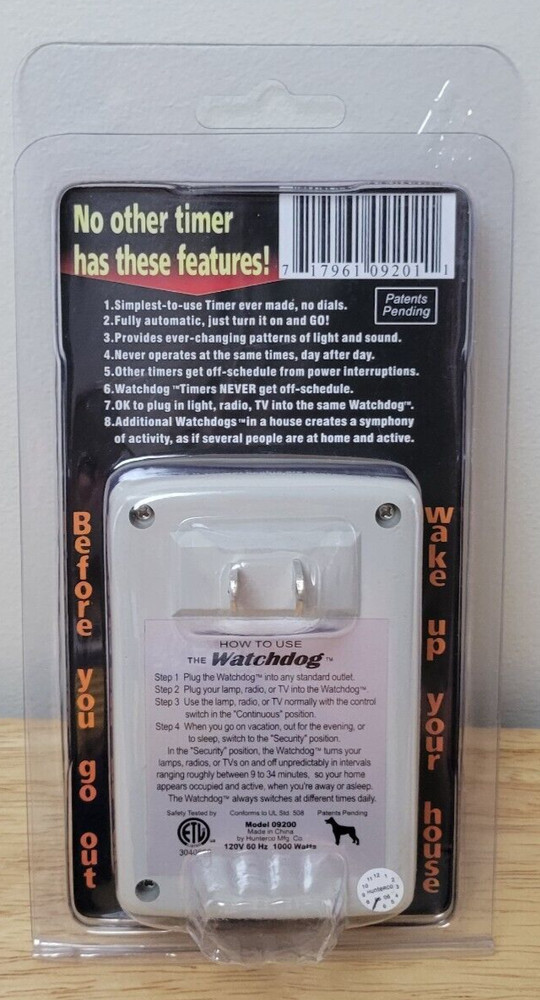 No other timer
has these features!
7 17961 09201 1
Patents
Pending
1.Simplest-to-use Timer ever made, no dials.
2.Fully automatic, just turn it on and GO!
3.Provides ever-changing patterns of light and sound.
4.Never operates at the same times, day after day.
5.Other timers get off-schedule from power interruptions.
6.Watchdog ™Timers NEVER get off-schedule.
7.OK to plug in light, radio, TV into the same Watchdog™.
8.Additional Watchdogs™in a house creates a symphony
of activity, as if several people are at home and active.
Before you go out
wake up your house
HOW TO USE
THE Watchdog™
Step 1 Plug the Watchdog™ into any standard outlet.
Step 2 Plug your lamp, radio, or TV into the Watchdog™.
Step 3 Use the lamp, radio, or TV normally with the control
switch in the "Continuous" position.
Step 4 When you go on vacation, out for the evening, or
to sleep, switch to the "Security" position.
In the "Security" position, the Watchdog™ turns your
lamps, radios, or TVs on and off unpredictably in intervals
ranging roughly between 9 to 34 minutes, so your home
appears occupied and active, when you're away or asleep.
The Watchdog™ always switches at different times daily.
Safety Tested by Conforms to UL Std. 508 Patents Pending
ETL
Model 09200
Made in China
by Hunterco Mfg. Co.
120V 60 Hz 1000 Watts
Hunterco